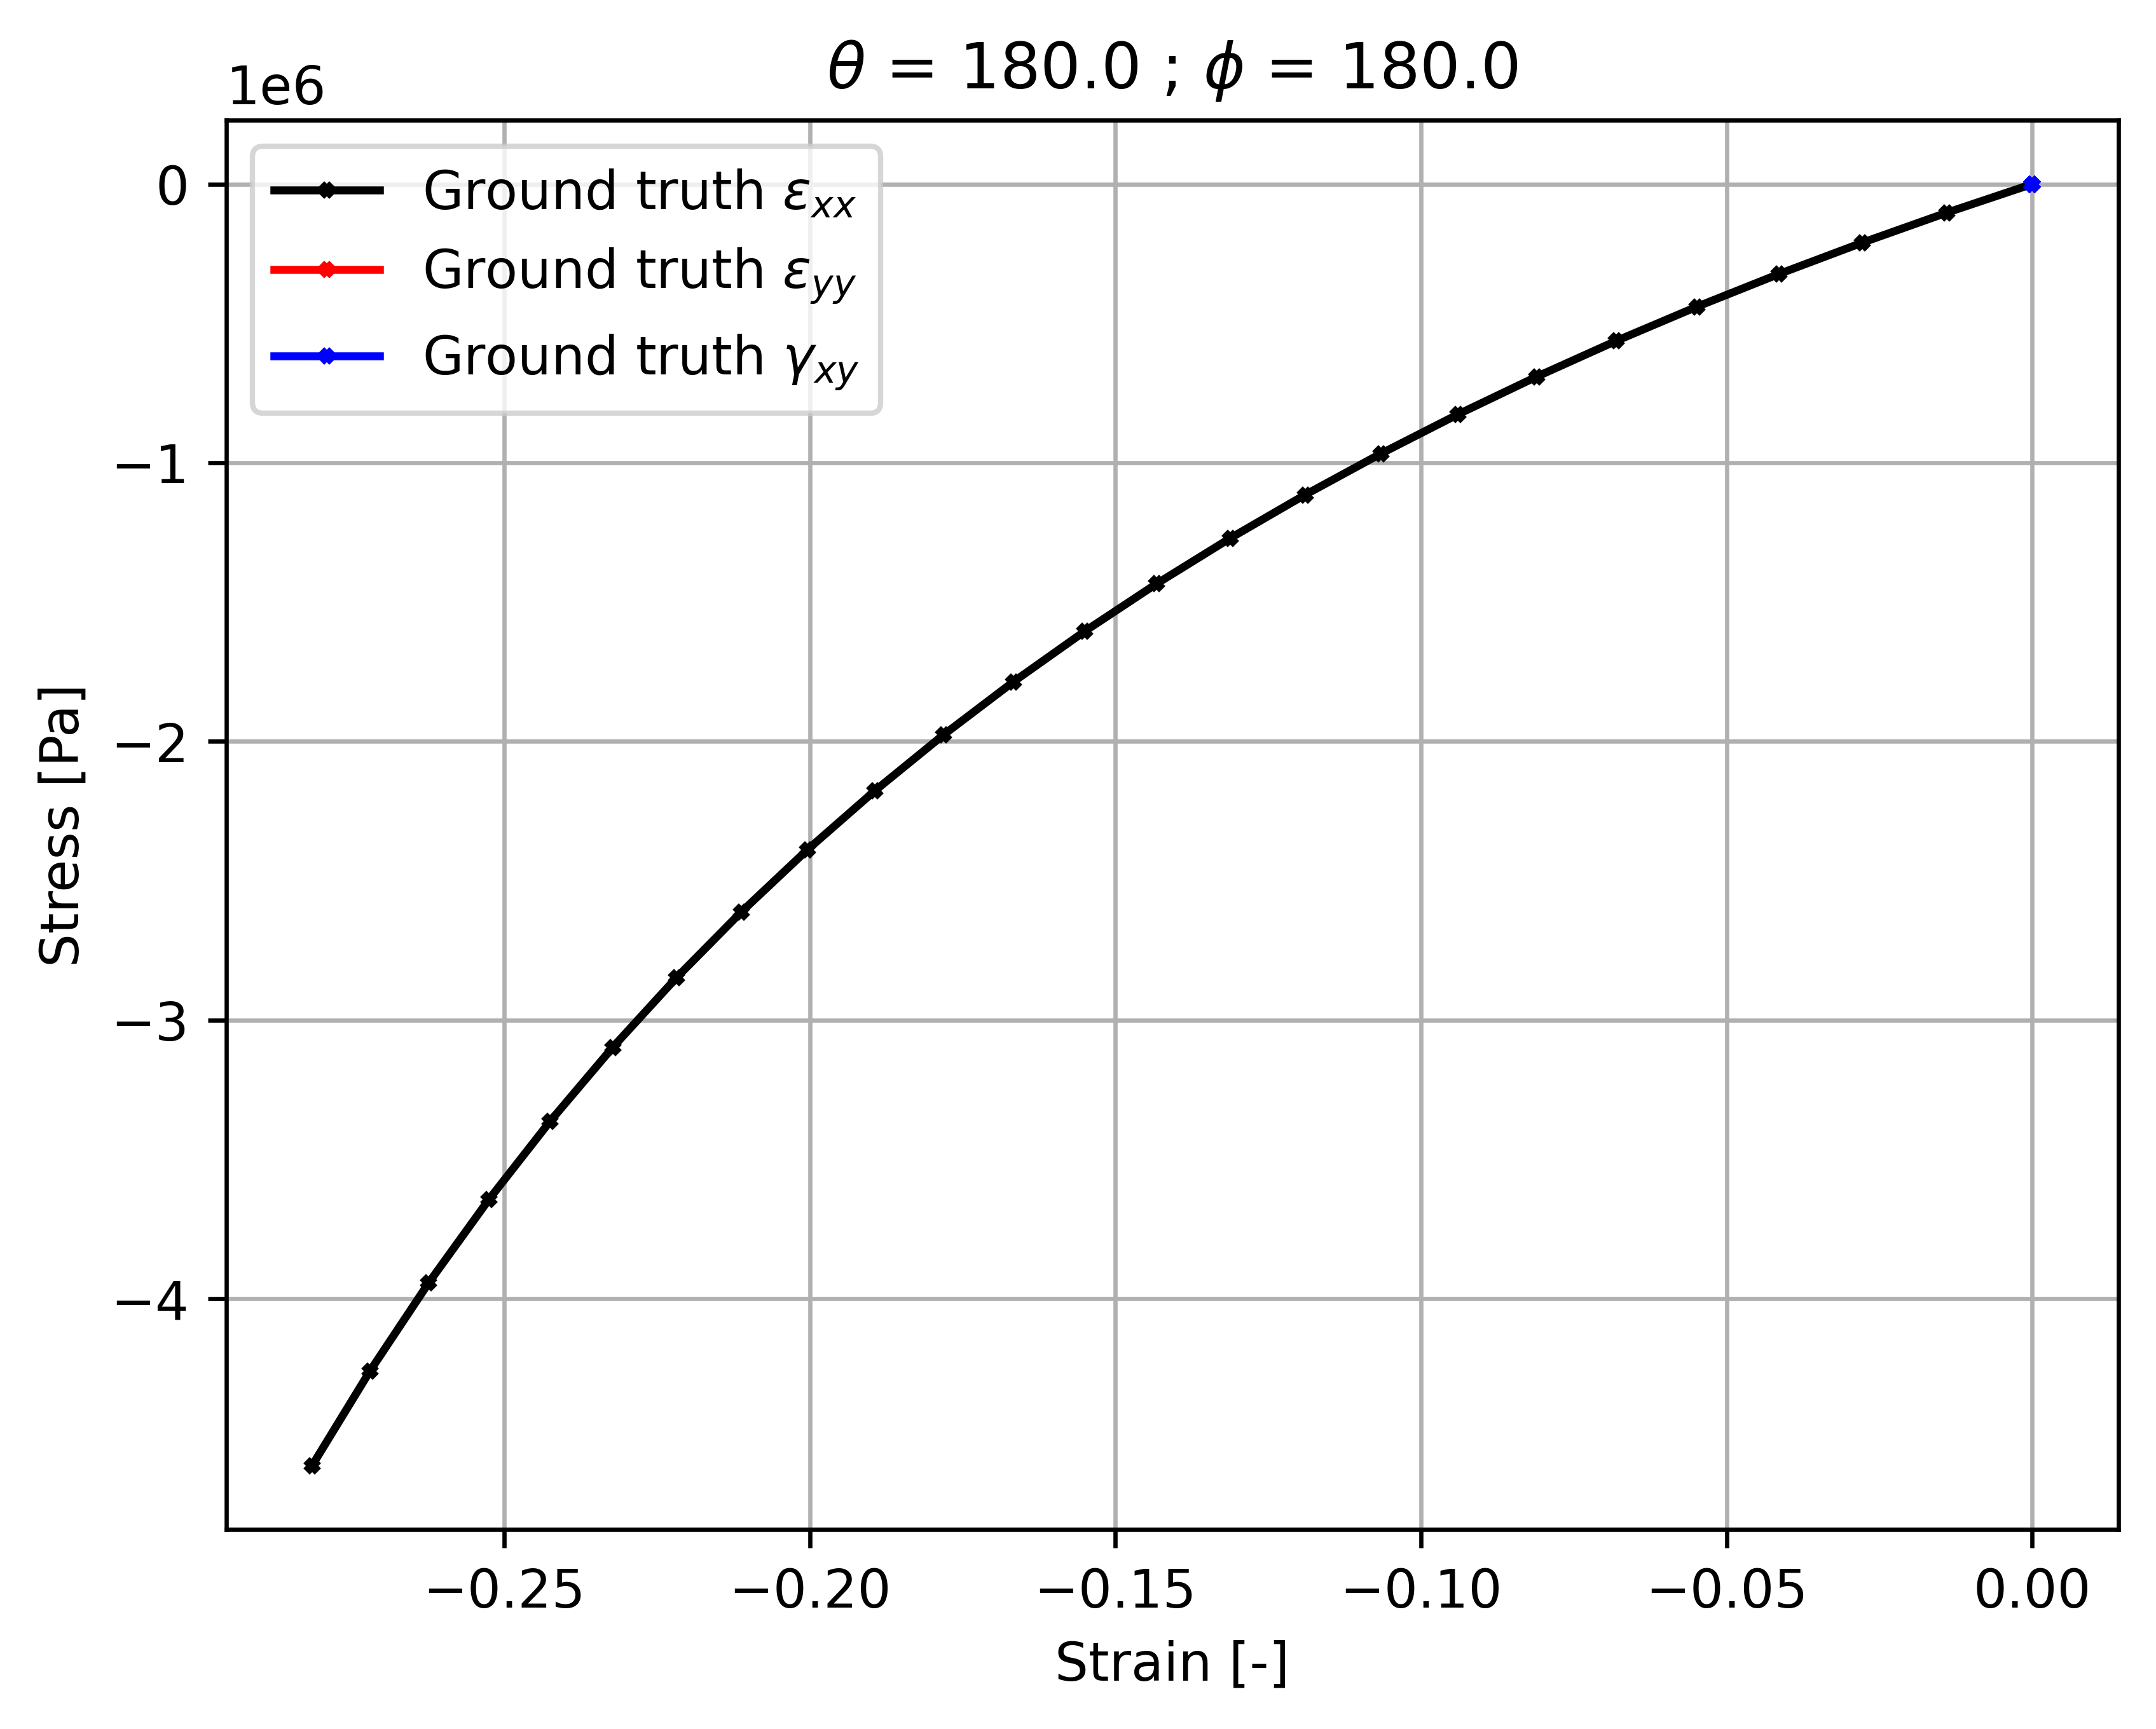 θ = 180.0 ; ϕ = 180.0
1e6
Ground truth εxx
Ground truth εyy
Ground truth γxy
0
−1
−2
−3
−4
Stress [Pa]
−0.25 −0.20 −0.15 −0.10 −0.05 0.00
Strain [-]